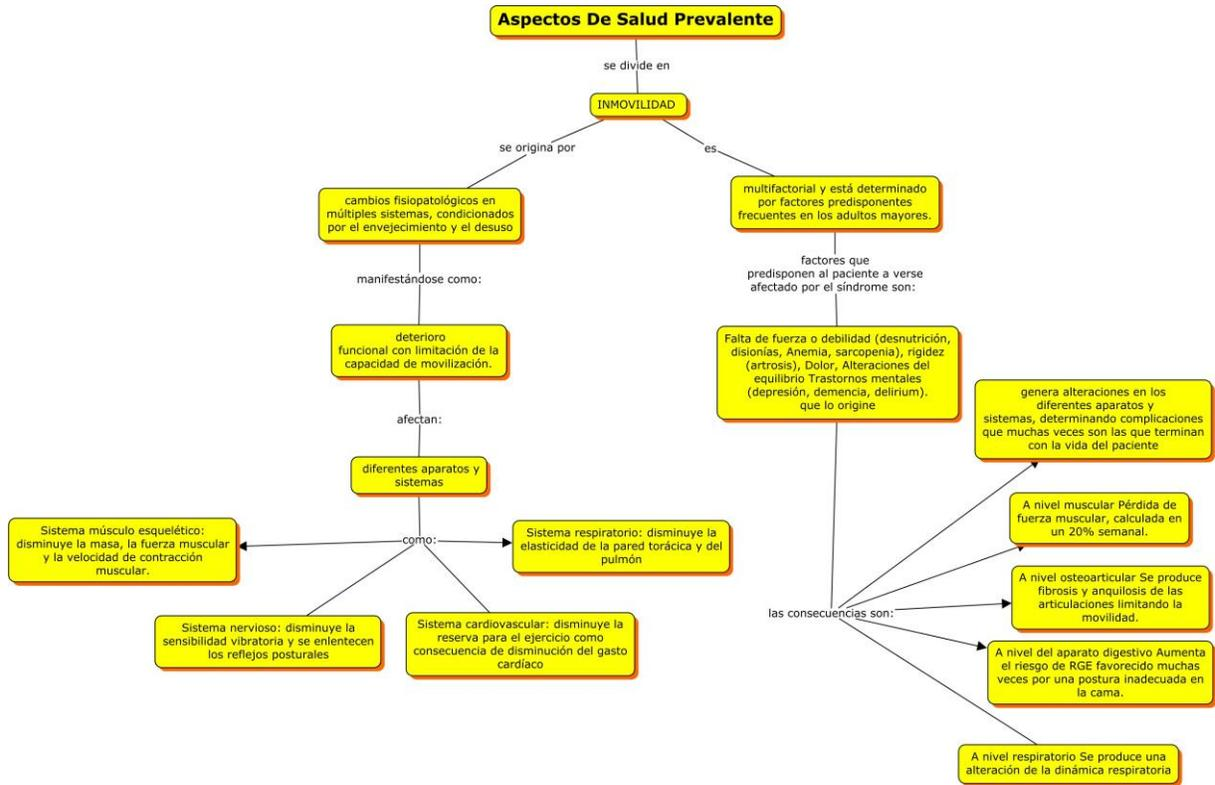 Aspectos De Salud Prevalente
se divide en
INMOVILIDAD
se origina por
es
cambios fisiopatológicos en
múltiples sistemas, condicionados
por el envejecimiento y el desuso
multifactorial y está determinado
por factores predisponentes
frecuentes en los adultos mayores.
manifestándose como:
factores que
predisponen al paciente a verse
afectado por el síndrome son:
deterioro
funcional con limitación de la
capacidad de movilización.
Falta de fuerza o debilidad (desnutrición,
disionías, Anemia, sarcopenia), rigidez
(artrosis), Dolor, Alteraciones del
equilibrio Trastornos mentales
(depresión, demencia, delirium).
que lo origine
afectan:
diferentes aparatos y
sistemas
como:
Sistema músculo esquelético:
disminuye la masa, la fuerza muscular
y la velocidad de contracción
muscular.
Sistema respiratorio: disminuye la
elasticidad de la pared torácica y del
pulmón
Sistema nervioso: disminuye la
sensibilidad vibratoria y se enlentecen
los reflejos posturales
Sistema cardiovascular: disminuye la
reserva para el ejercicio como
consecuencia de disminución del gasto
cardíaco
las consecuencias son:
genera alteraciones en los
diferentes aparatos y
sistemas, determinando complicaciones
que muchas veces son las que terminan
con la vida del paciente
A nivel muscular Pérdida de
fuerza muscular, calculada en
un 20% semanal.
A nivel osteoarticular Se produce
fibrosis y anquilosis de las
articulaciones limitando la
movilidad.
A nivel del aparato digestivo Aumenta
el riesgo de RGE favorecido muchas
veces por una postura inadecuada en
la cama.
A nivel respiratorio Se produce una
alteración de la dinámica respiratoria